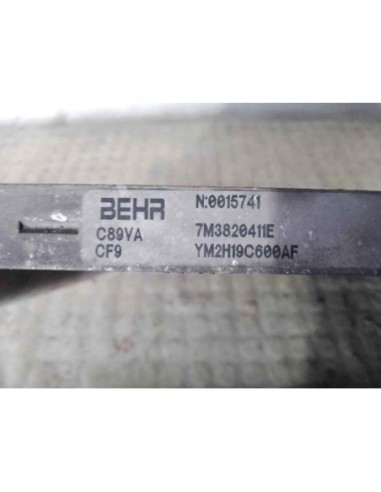 BEHR N:0015741
C89VA 7M3820411E
CF9 YM2H19C600AF